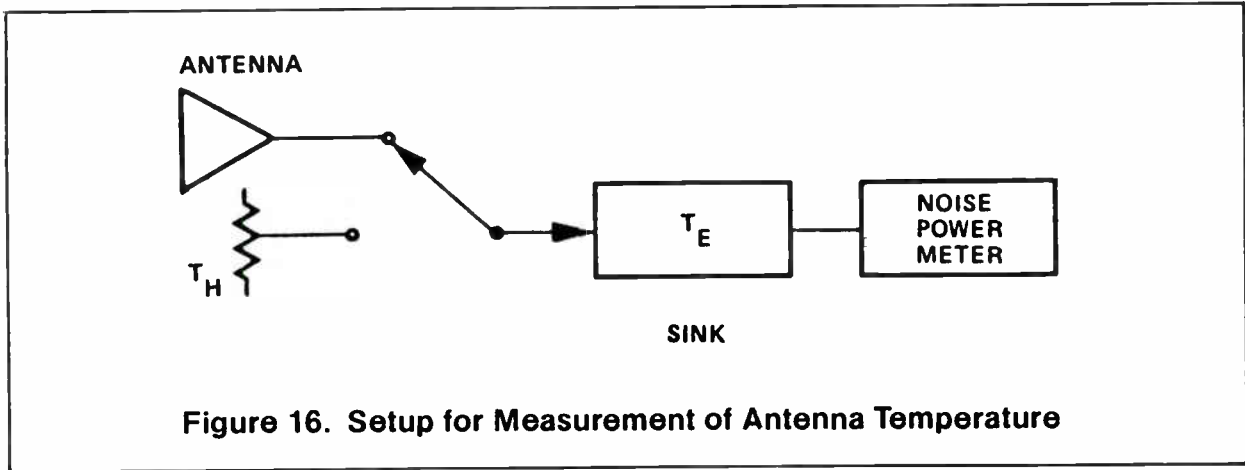 ANTENNA
T_H
T_E
NOISE
POWER
METER
SINK
Figure 16. Setup for Measurement of Antenna Temperature